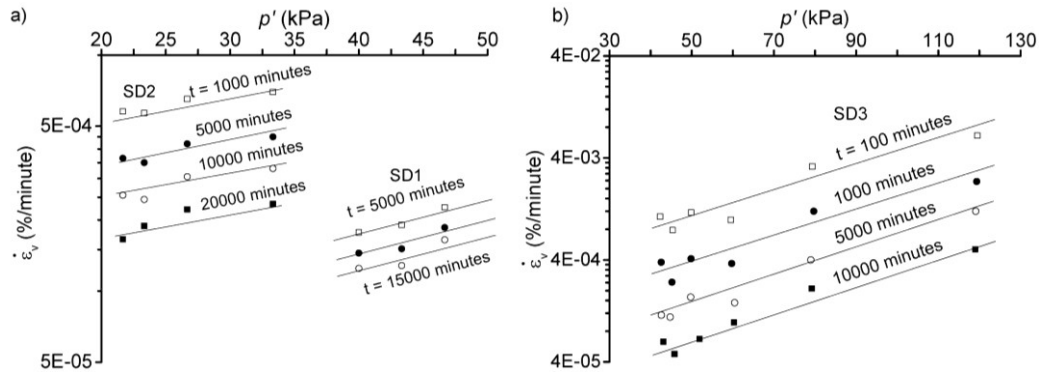 a)
p' (kPa)
20 25 30 35 40 45 50
SD2
t = 1000 minutes
5E-04
5000 minutes
10000 minutes
20000 minutes
SD1
t = 5000 minutes
t = 15000 minutes
ε̇v (%/minute)
5E-05
b)
p' (kPa)
30 50 70 90 110 130
4E-02
SD3
t = 100 minutes
4E-03
1000 minutes
5000 minutes
ε̇v (%/minute)
4E-04
10000 minutes
4E-05